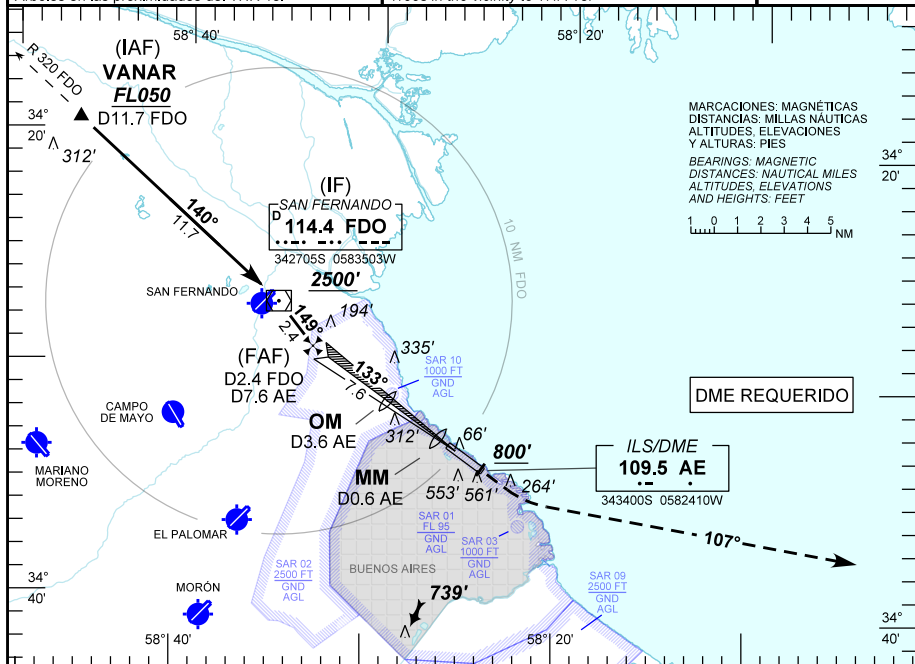 58° 40'
58° 20'
R 320 FDO
(IAF)
VANAR
FL050
D11.7 FDO
34°
20'
312'
140°
11.7
MARCACIONES: MAGNÉTICAS
DISTANCIAS: MILLAS NÁUTICAS
ALTITUDES, ELEVACIONES
Y ALTURAS: PIES
BEARINGS: MAGNETIC
DISTANCES: NAUTICAL MILES
ALTITUDES, ELEVATIONS
AND HEIGHTS: FEET
1 0 1 2 3 4 5 NM
34°
20'
(IF)
SAN FERNANDO
D 114.4 FDO
342705S 0583503W
10 NM FDO
2500'
SAN FERNANDO
194'
149°
2.4
335'
(FAF)
D2.4 FDO
D7.6 AE
133°
7.6
SAR 10
1000 FT
GND
AGL
DME REQUERIDO
CAMPO
DE MAYO
OM
D3.6 AE
312'
66'
800'
ILS/DME
109.5 AE
343400S 0582410W
MARIANO
MORENO
MM
D0.6 AE
553'
561'
264'
107°
EL PALOMAR
SAR 01
FL 95
GND
AGL
SAR 03
1000 FT
GND
AGL
SAR 02
2500 FT
GND
AGL
BUENOS AIRES
SAR 09
2500 FT
GND
AGL
MORÓN
739'
34°
40'
34°
40'
58° 40'
58° 20'